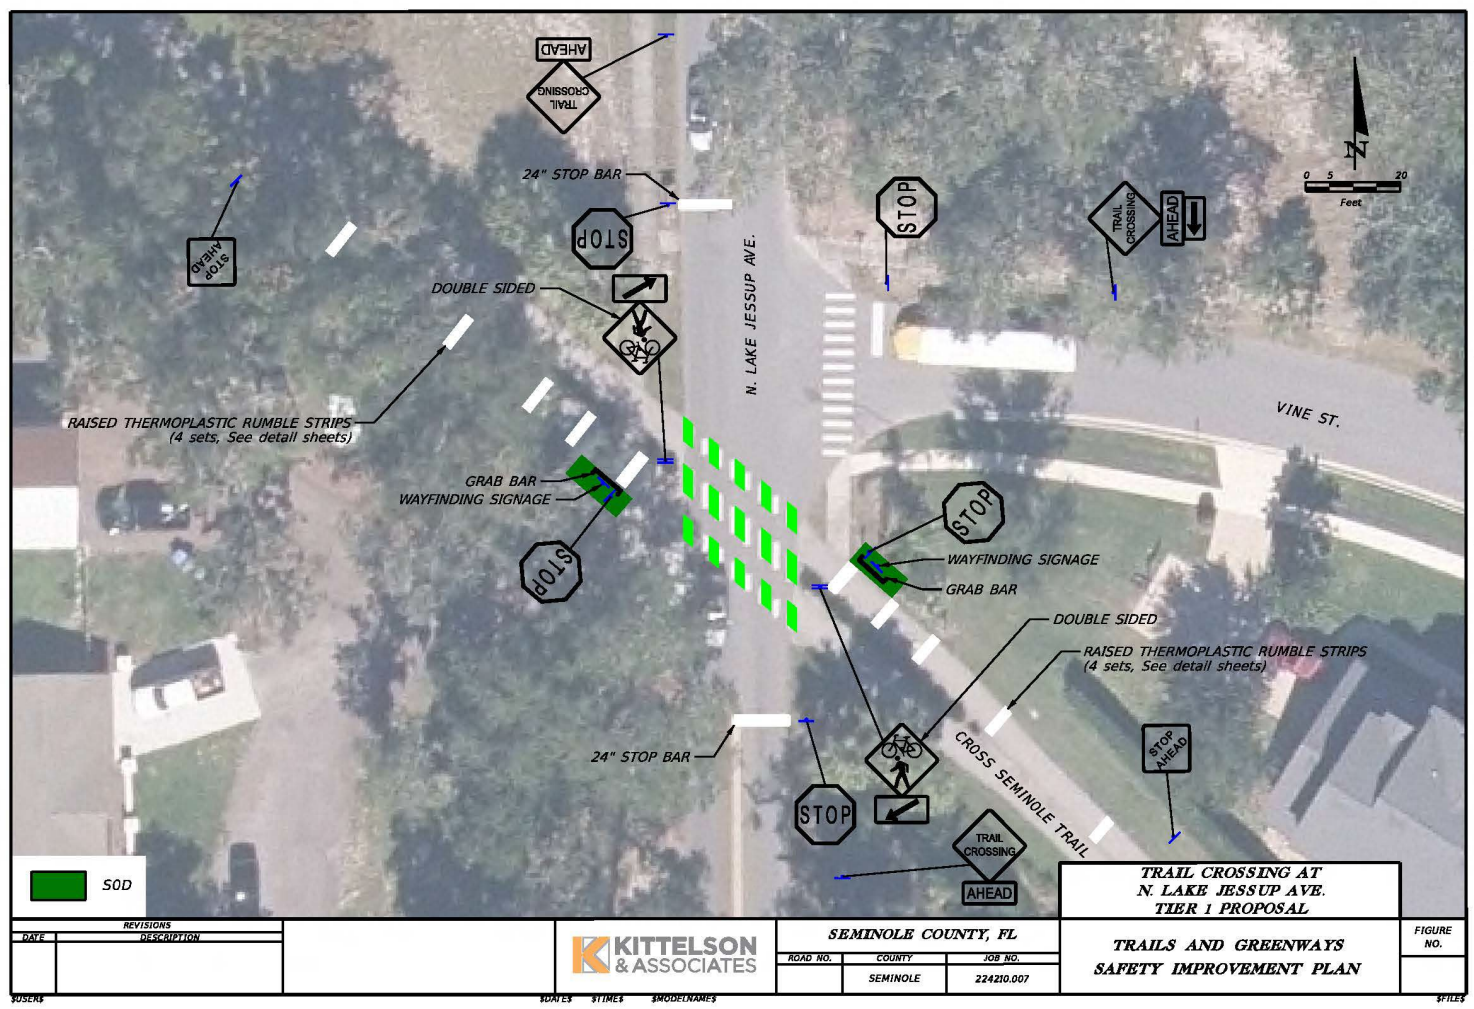 AHEAD
TRAIL
CROSSING
24" STOP BAR
STOP
STOP
TRAIL
CROSSING
AHEAD
N
0 5 20
Feet
STOP
AHEAD
DOUBLE SIDED
N. LAKE JESSUP AVE.
RAISED THERMOPLASTIC RUMBLE STRIPS
(4 sets, See detail sheets)
VINE ST.
GRAB BAR
WAYFINDING SIGNAGE
STOP
STOP
WAYFINDING SIGNAGE
GRAB BAR
DOUBLE SIDED
RAISED THERMOPLASTIC RUMBLE STRIPS
(4 sets, See detail sheets)
24" STOP BAR
CROSS SEMINOLE TRAIL
STOP
AHEAD
STOP
TRAIL
CROSSING
AHEAD
SOD
TRAIL CROSSING AT
N. LAKE JESSUP AVE.
TIER 1 PROPOSAL
REVISIONS
DATE DESCRIPTION
KITTELSON
& ASSOCIATES
SEMINOLE COUNTY, FL
ROAD NO. COUNTY JOB NO.
SEMINOLE 224210.007
TRAILS AND GREENWAYS
SAFETY IMPROVEMENT PLAN
FIGURE
NO.
$USER$ $DATE$ $TIME$ $MODELNAME$ $FILE$